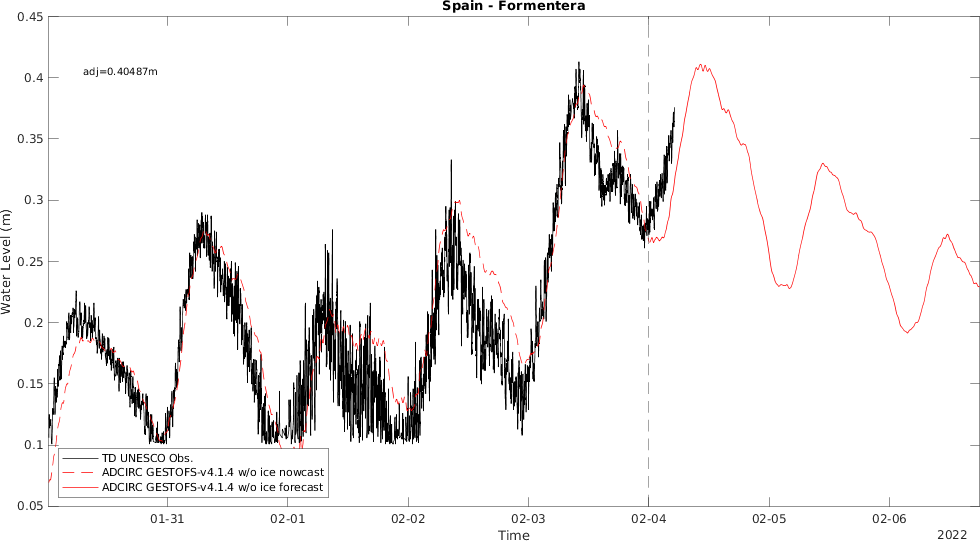 Spain - Formentera
0.45
0.4
0.35
0.3
0.25
0.2
0.15
0.1
0.05
Water Level (m)
adj=0.40487m
TD UNESCO Obs.
ADCIRC GESTOFS-v4.1.4 w/o ice nowcast
ADCIRC GESTOFS-v4.1.4 w/o ice forecast
01-31 02-01 02-02 02-03 02-04 02-05 02-06
Time
2022